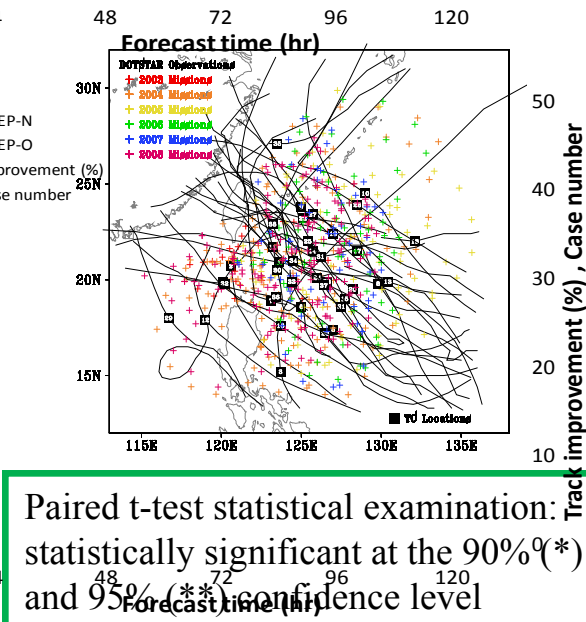 48 72 96 120
Forecast time (hr)
DOTSTAR Observations
2003 Missions
2004 Missions
2005 Missions
2006 Missions
2007 Missions
2008 Missions
EP-N
EP-O
provement (%)
se number
30N
25N
20N
15N
TC Locations
115E 120E 125E 130E 135E
50
40
30
20
10
0
Track improvement (%) , Case number
Paired t-test statistical examination:
statistically significant at the 90% (*)
and 95% (**) confidence level
48 72 96 120
Forecast time (hr)